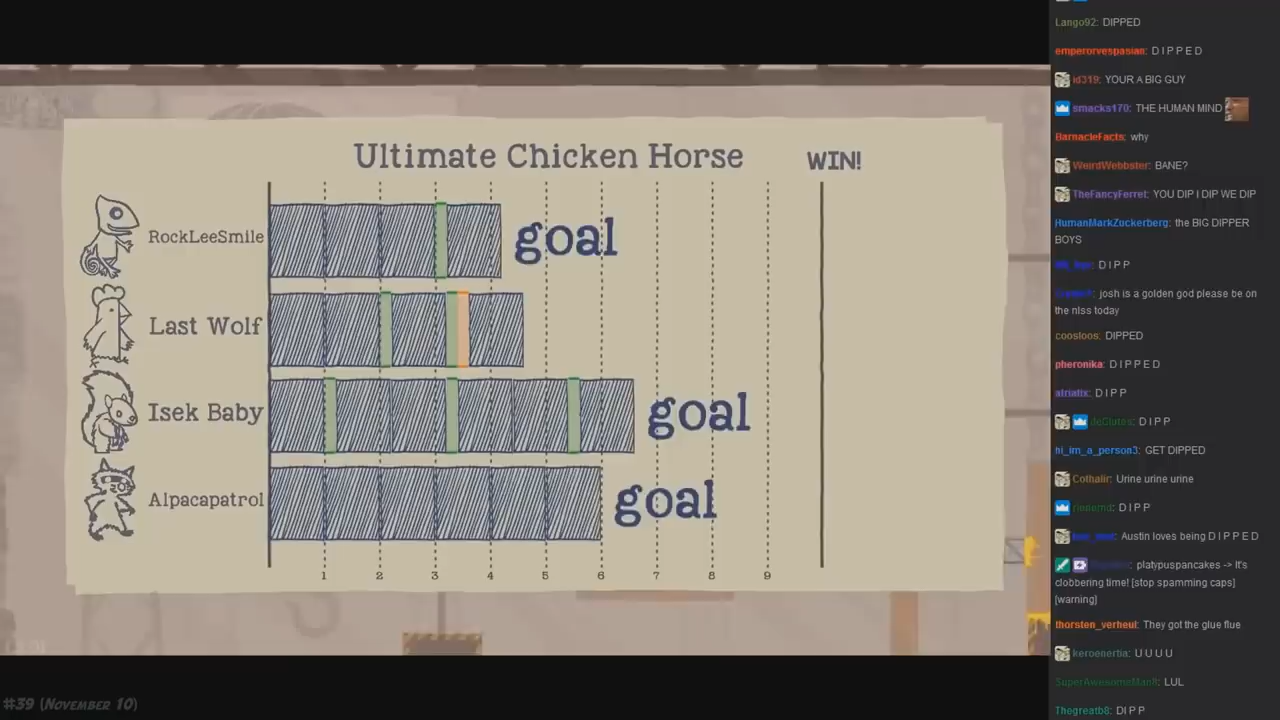 Ultimate Chicken Horse
WIN!
RockLeeSmile
goal
Last Wolf
Isek Baby
goal
Alpacapatrol
goal
1 2 3 4 5 6 7 8 9
#39 (November 10)
Lango92: DIPPED
emperorvespasian: D I P P E D
id319: YOUR A BIG GUY
smacks170: THE HUMAN MIND
BarnacleFacts: why
WeirdWebbster: BANE?
TheFancyFerret: YOU DIP I DIP WE DIP
HumanMarkZuckerberg: the BIG DIPPER
BOYS
D I P P
josh is a golden god please be on
the nlss today
coosloos: DIPPED
pheronika: D I P P E D
afriatis: D I P P
deClutes: D I P P
hi_im_a_person3: GET DIPPED
Cothalir: Urine urine urine
D I P P
Austin loves being D I P P E D
platypuspancakes -> It's
clobbering time! [stop spamming caps]
[warning]
thorsten_verheul: They got the glue flue
keroenertia: U U U U
SuperAwesomeMan8: LUL
Thegreatb8: D I P P